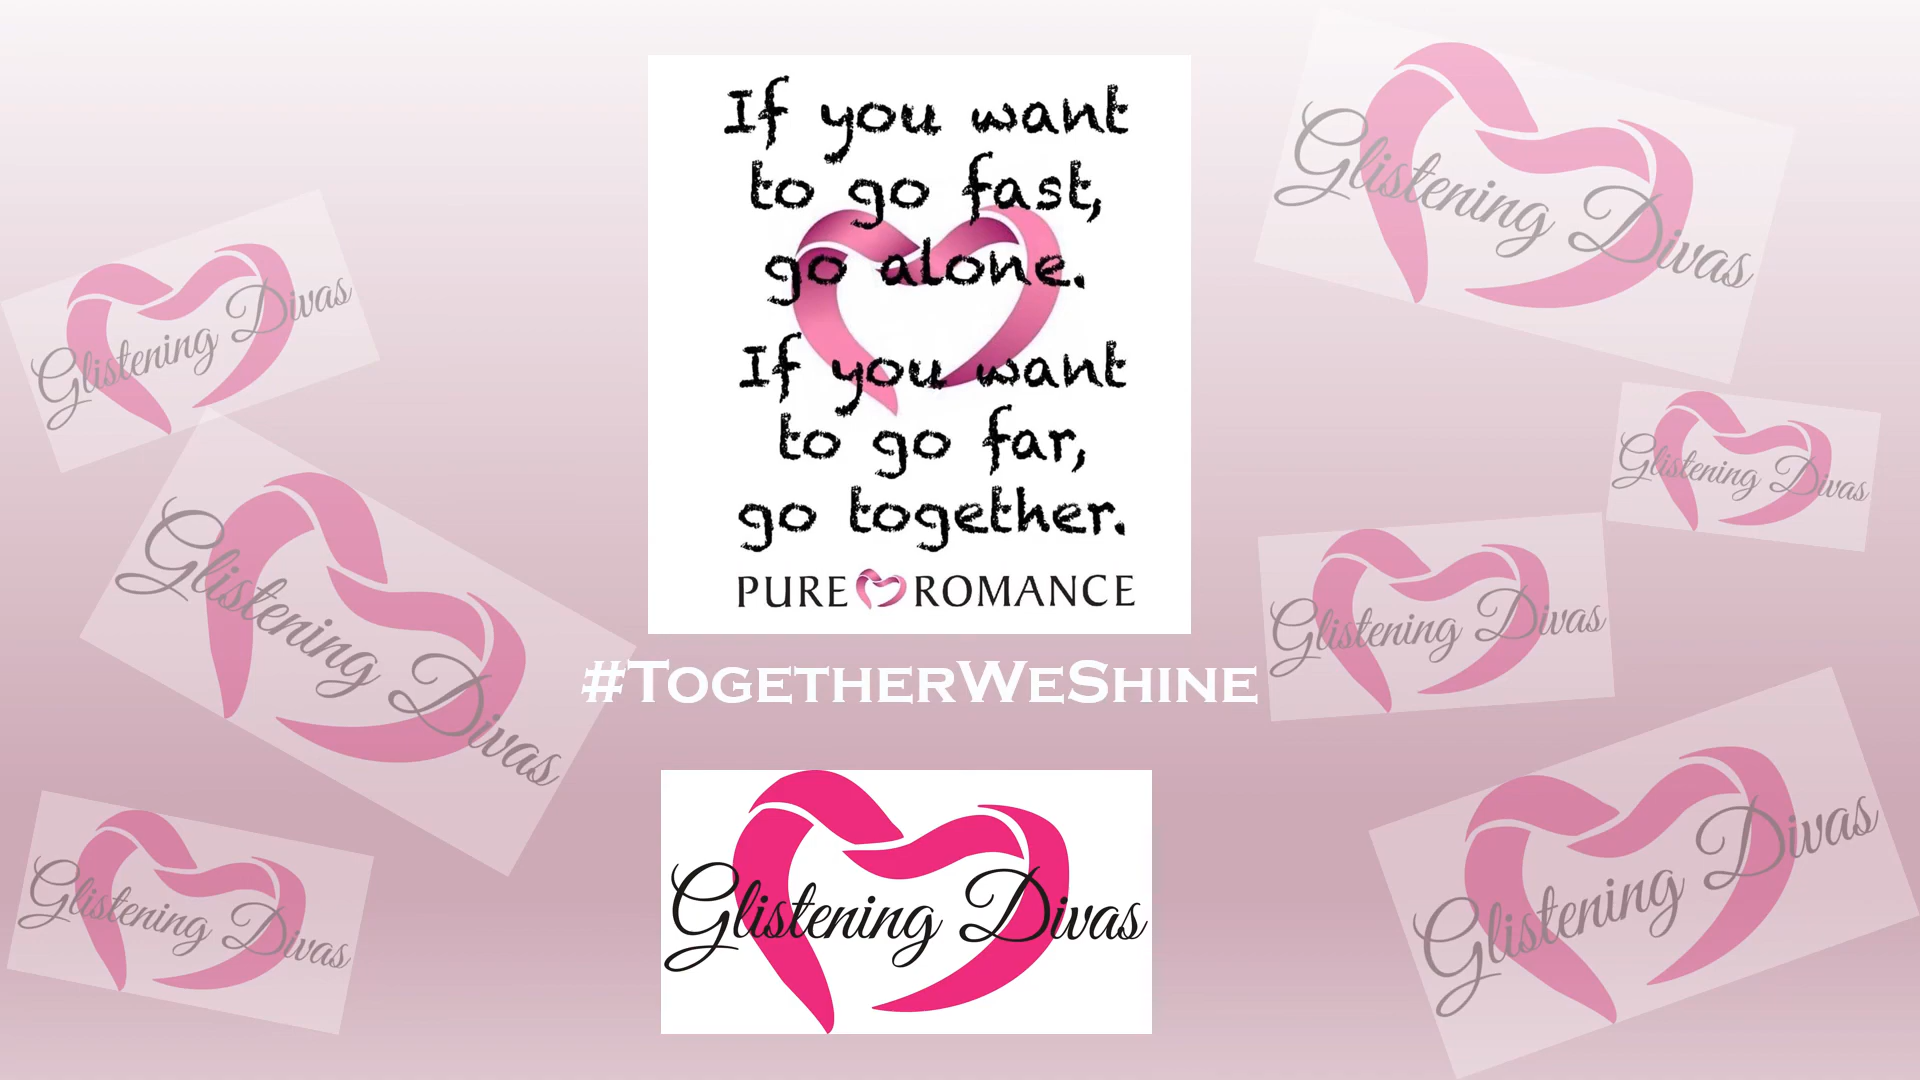 If you want
to go fast,
go alone.
If you want
to go far,
go together.
PURE ROMANCE
#TogetherWeShine
Glistening Divas
Glistening Divas
Glistening Divas
Glistening Divas
Glistening Divas
Glistening Divas
Glistening Divas
Glistening Divas